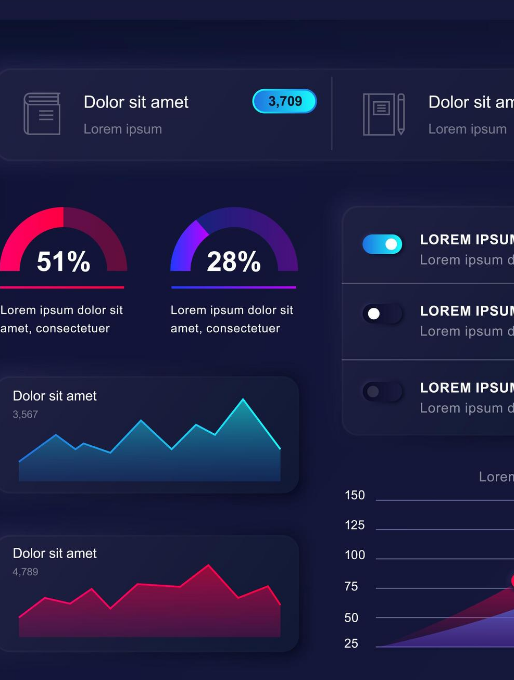 Dolor sit amet
Lorem ipsum
3,709
Dolor sit am
Lorem ipsum
51%
Lorem ipsum dolor sit
amet, consectetuer
28%
Lorem ipsum dolor sit
amet, consectetuer
LOREM IPSUM
Lorem ipsum d
LOREM IPSUM
Lorem ipsum d
LOREM IPSUM
Lorem ipsum d
Dolor sit amet
3,567
Dolor sit amet
4,789
Lorem
150
125
100
75
50
25